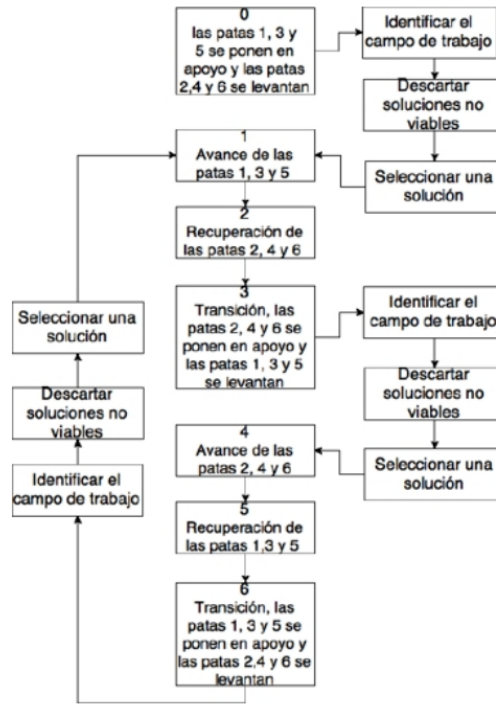 0
las patas 1, 3 y
5 se ponen en
apoyo y las patas
2,4 y 6 se levantan
Identificar el
campo de trabajo
Descartar
soluciones no
viables
Seleccionar una
solución
1
Avance de las
patas 1, 3 y 5
2
Recuperación de
las patas 2, 4 y 6
3
Transición, las
patas 2, 4 y 6 se
ponen en apoyo y
las patas 1, 3 y 5
se levantan
Identificar el
campo de trabajo
Descartar
soluciones no
viables
Seleccionar una
solución
4
Avance de las
patas 2, 4 y 6
5
Recuperación de
las patas 1,3 y 5
6
Transición, las
patas 1, 3 y 5 se
ponen en apoyo y
las patas 2,4 y 6 se
levantan
Identificar el
campo de trabajo
Descartar
soluciones no
viables
Seleccionar una
solución